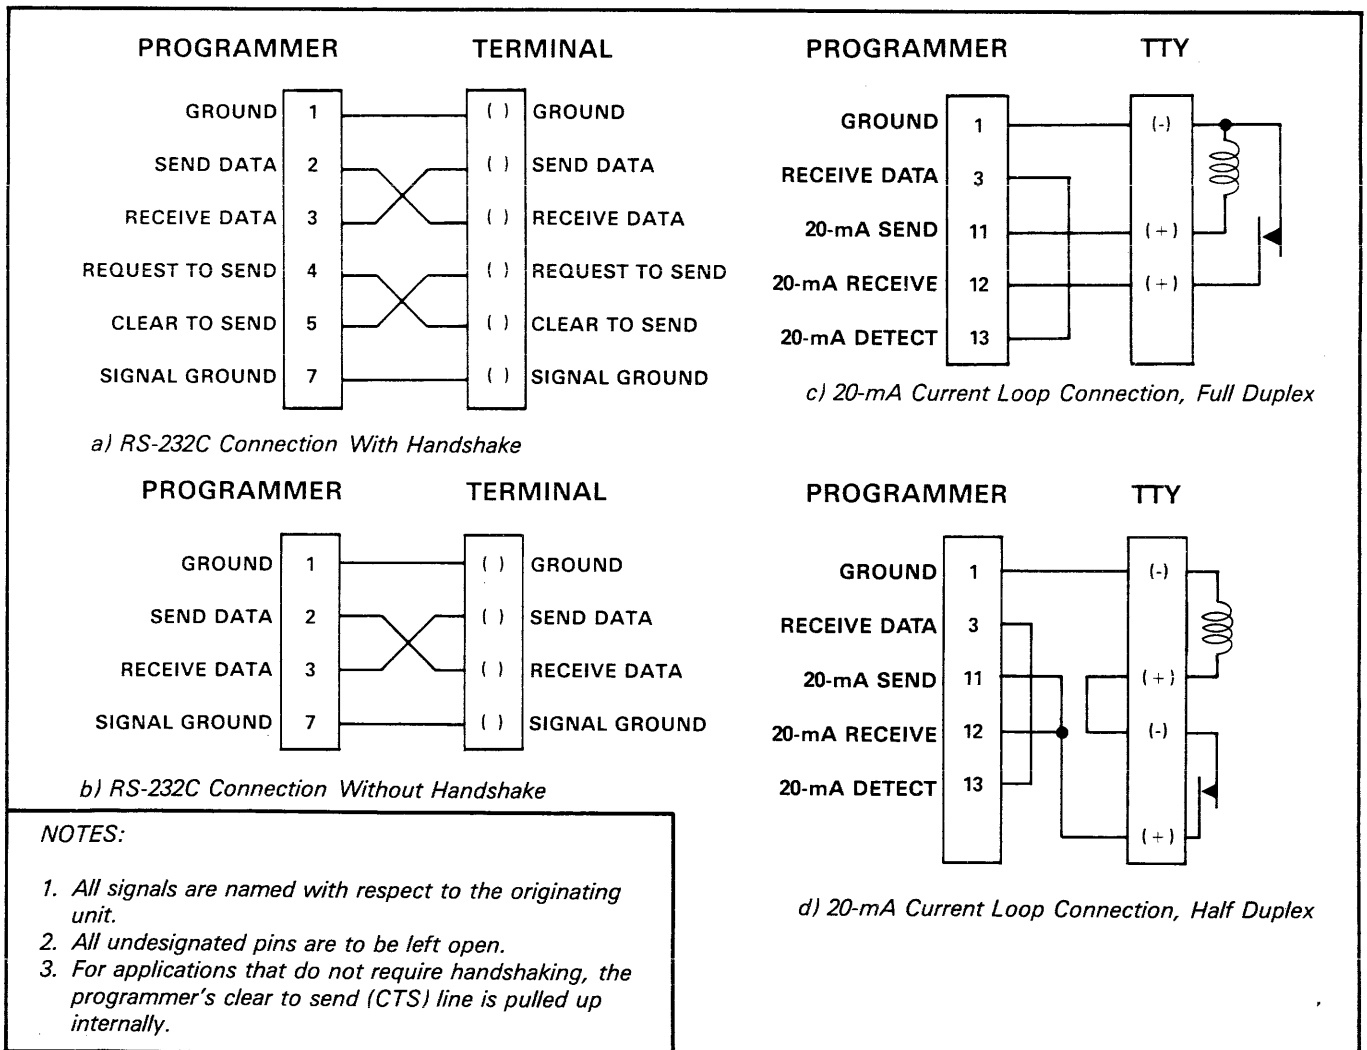 PROGRAMMER TERMINAL
GROUND 1 ( ) GROUND
SEND DATA 2 ( ) SEND DATA
RECEIVE DATA 3 ( ) RECEIVE DATA
REQUEST TO SEND 4 ( ) REQUEST TO SEND
CLEAR TO SEND 5 ( ) CLEAR TO SEND
SIGNAL GROUND 7 ( ) SIGNAL GROUND
a) RS-232C Connection With Handshake
PROGRAMMER TERMINAL
GROUND 1 ( ) GROUND
SEND DATA 2 ( ) SEND DATA
RECEIVE DATA 3 ( ) RECEIVE DATA
SIGNAL GROUND 7 ( ) SIGNAL GROUND
b) RS-232C Connection Without Handshake
NOTES:
1. All signals are named with respect to the originating
unit.
2. All undesignated pins are to be left open.
3. For applications that do not require handshaking, the
programmer's clear to send (CTS) line is pulled up
internally.
PROGRAMMER TTY
GROUND 1 (-)
RECEIVE DATA 3
20-mA SEND 11 (+)
20-mA RECEIVE 12 (+)
20-mA DETECT 13
c) 20-mA Current Loop Connection, Full Duplex
PROGRAMMER TTY
GROUND 1 (-)
RECEIVE DATA 3
20-mA SEND 11 (+)
20-mA RECEIVE 12 (-)
20-mA DETECT 13
(+)
d) 20-mA Current Loop Connection, Half Duplex